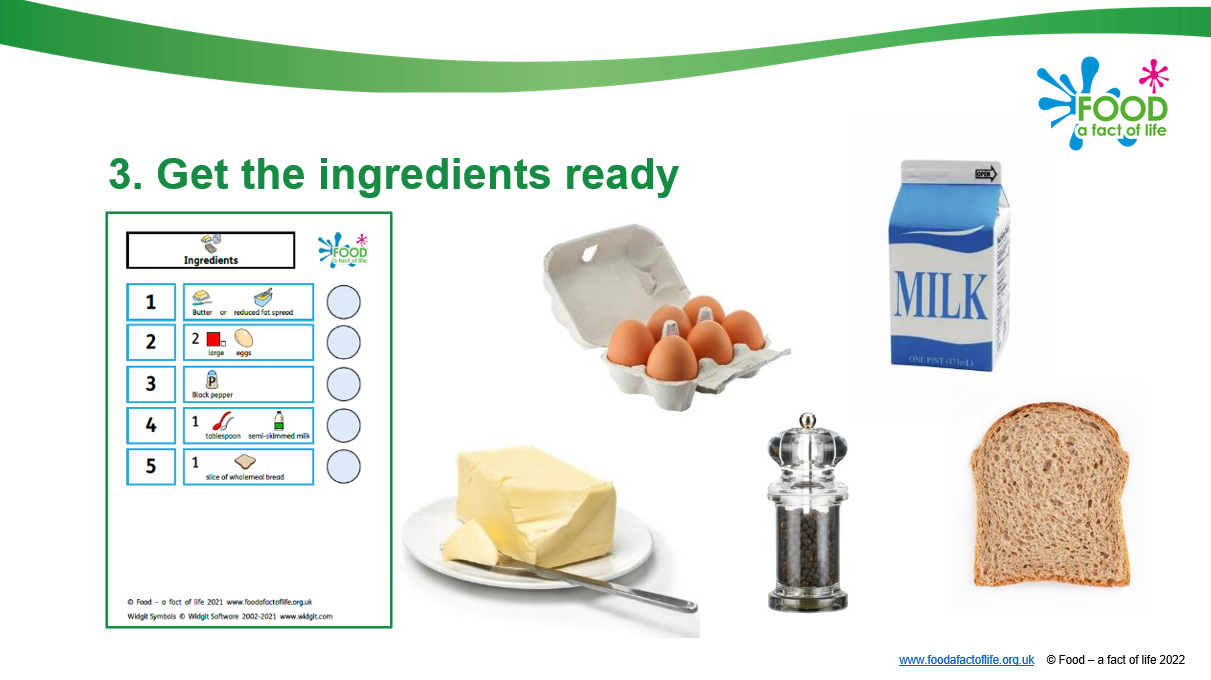 FOOD
a fact of life
3. Get the ingredients ready
Ingredients
FOOD
a fact of life
1
Butter or reduced fat spread
2
2 large eggs
3
P
Black pepper
4
1 tablespoon semi-skimmed milk
5
1 slice of wholemeal bread
© Food – a fact of life 2021 www.foodafactoflife.org.uk
Widgit Symbols © Widgit Software 2002-2021 www.widgit.com
OPEN
MILK
ONE PINT (473mL)
www.foodafactoflife.org.uk © Food – a fact of life 2022